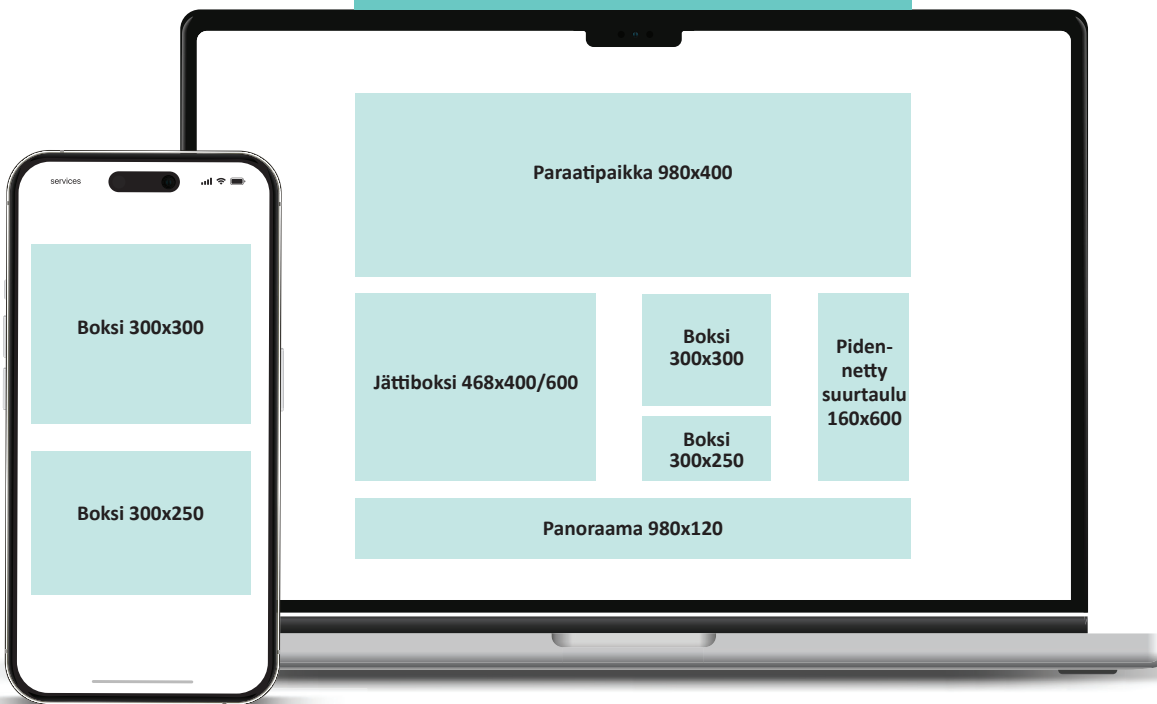 services
Boksi 300x300
Boksi 300x250
Paraatipaikka 980x400
Jättiboksi 468x400/600
Boksi
300x300
Boksi
300x250
Piden-
netty
suurtaulu
160x600
Panoraama 980x120